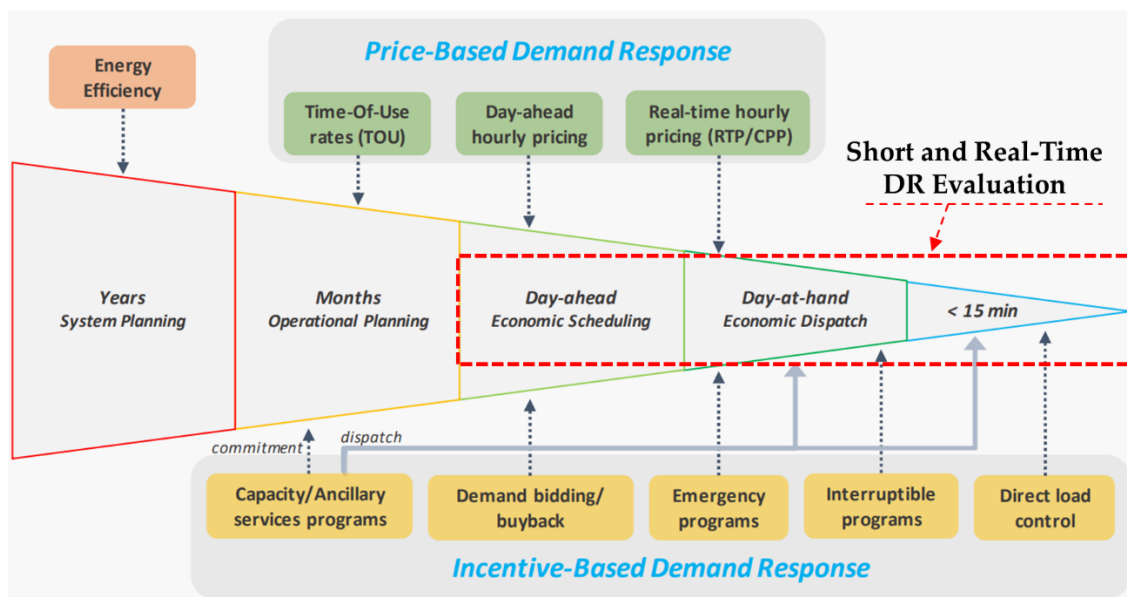 Price-Based Demand Response
Energy
Efficiency
Time-Of-Use
rates (TOU)
Day-ahead
hourly pricing
Real-time hourly
pricing (RTP/CPP)
Short and Real-Time
DR Evaluation
Years
System Planning
Months
Operational Planning
Day-ahead
Economic Scheduling
Day-at-hand
Economic Dispatch
< 15 min
commitment
dispatch
Capacity/Ancillary
services programs
Demand bidding/
buyback
Emergency
programs
Interruptible
programs
Direct load
control
Incentive-Based Demand Response